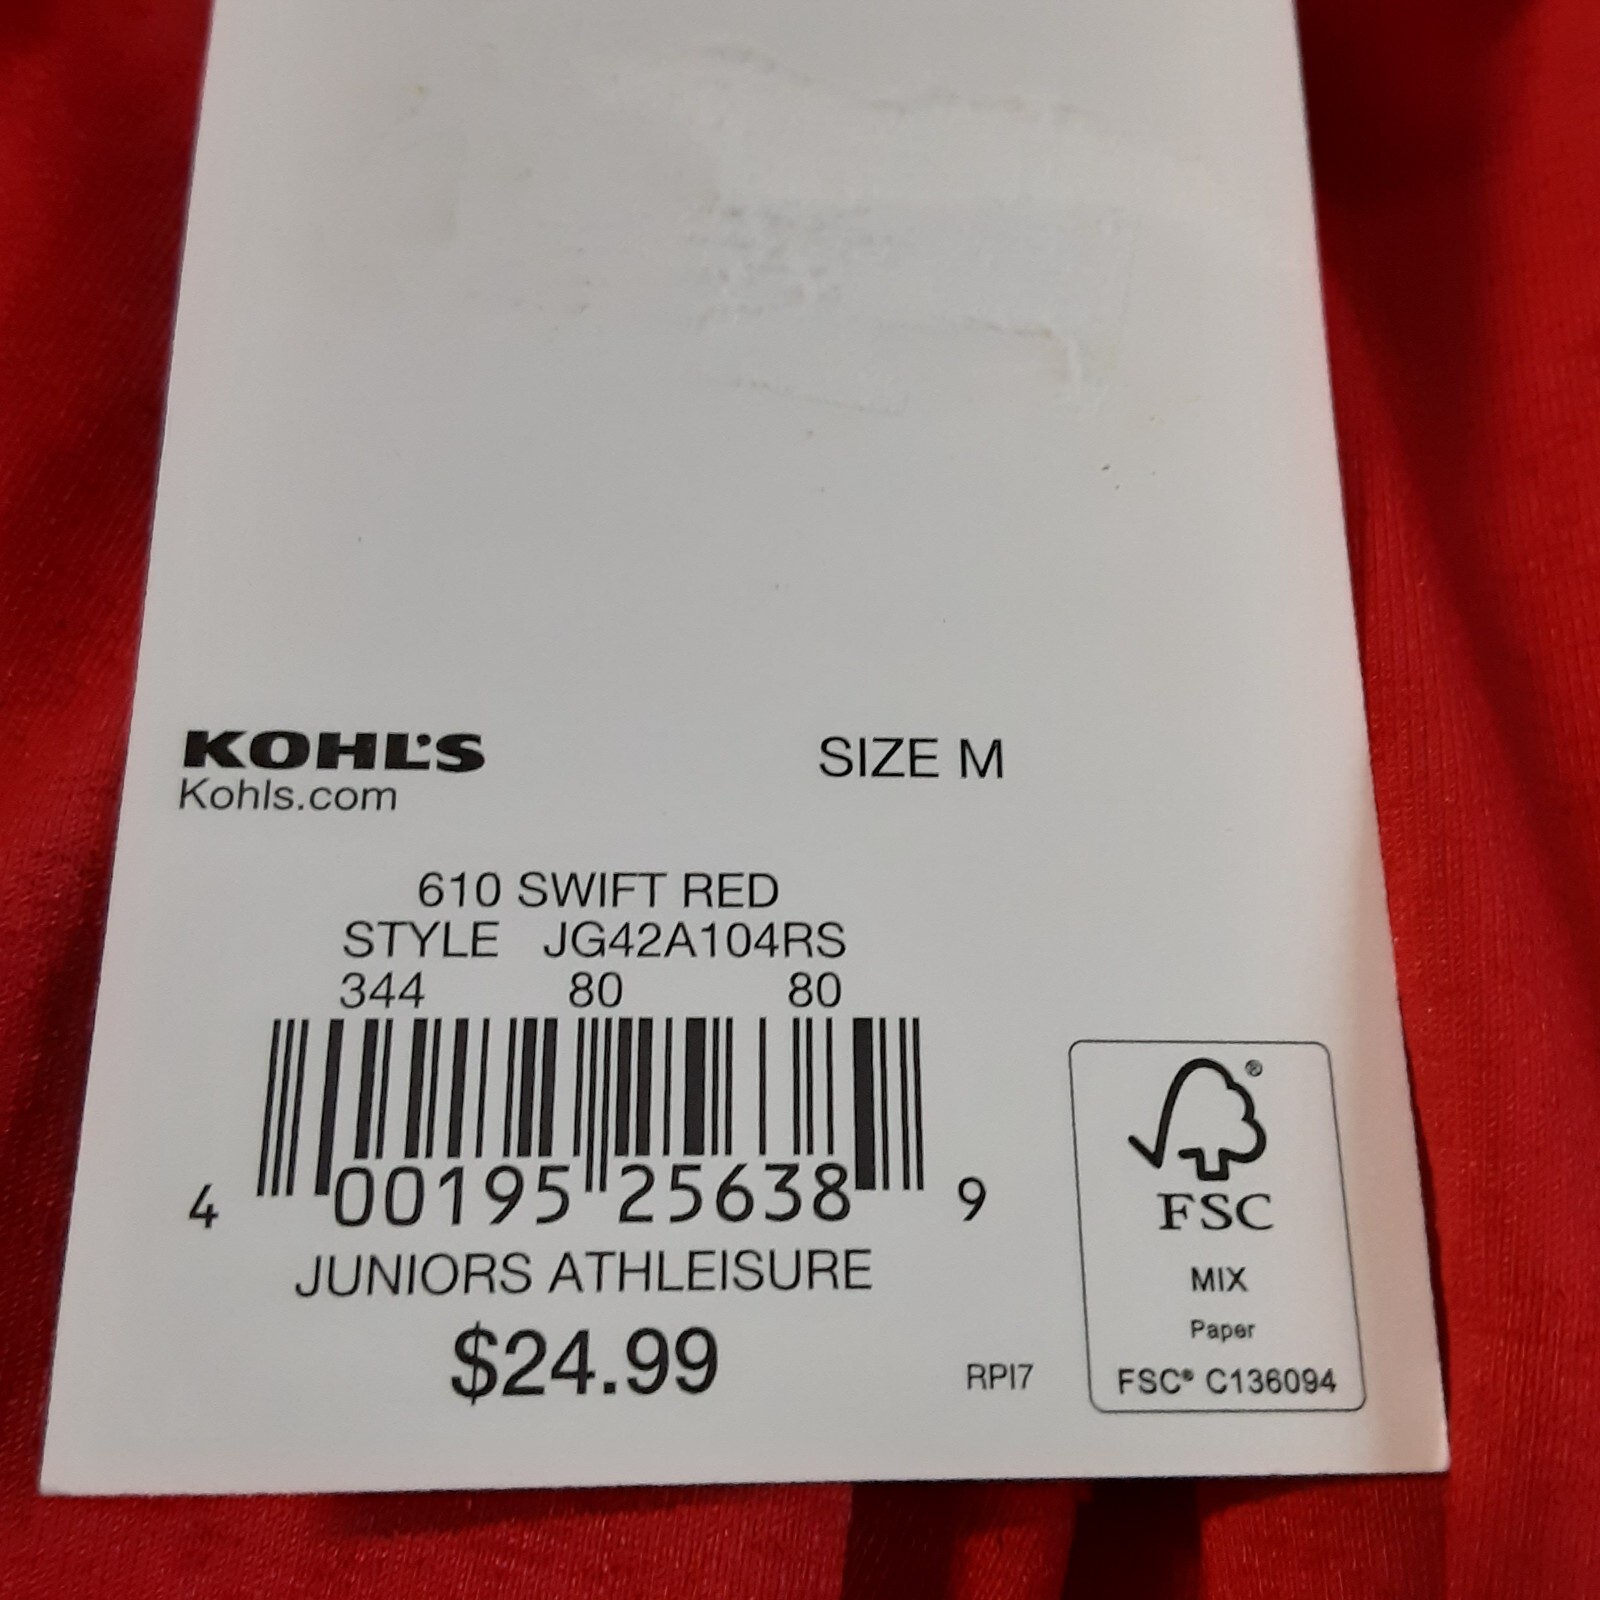 KOHL'S
Kohls.com
SIZE M
610 SWIFT RED
STYLE JG42A104RS
344 80 80
4 00195 25638 9
JUNIORS ATHLEISURE
$24.99
RPI7
®
FSC
MIX
Paper
FSC® C136094